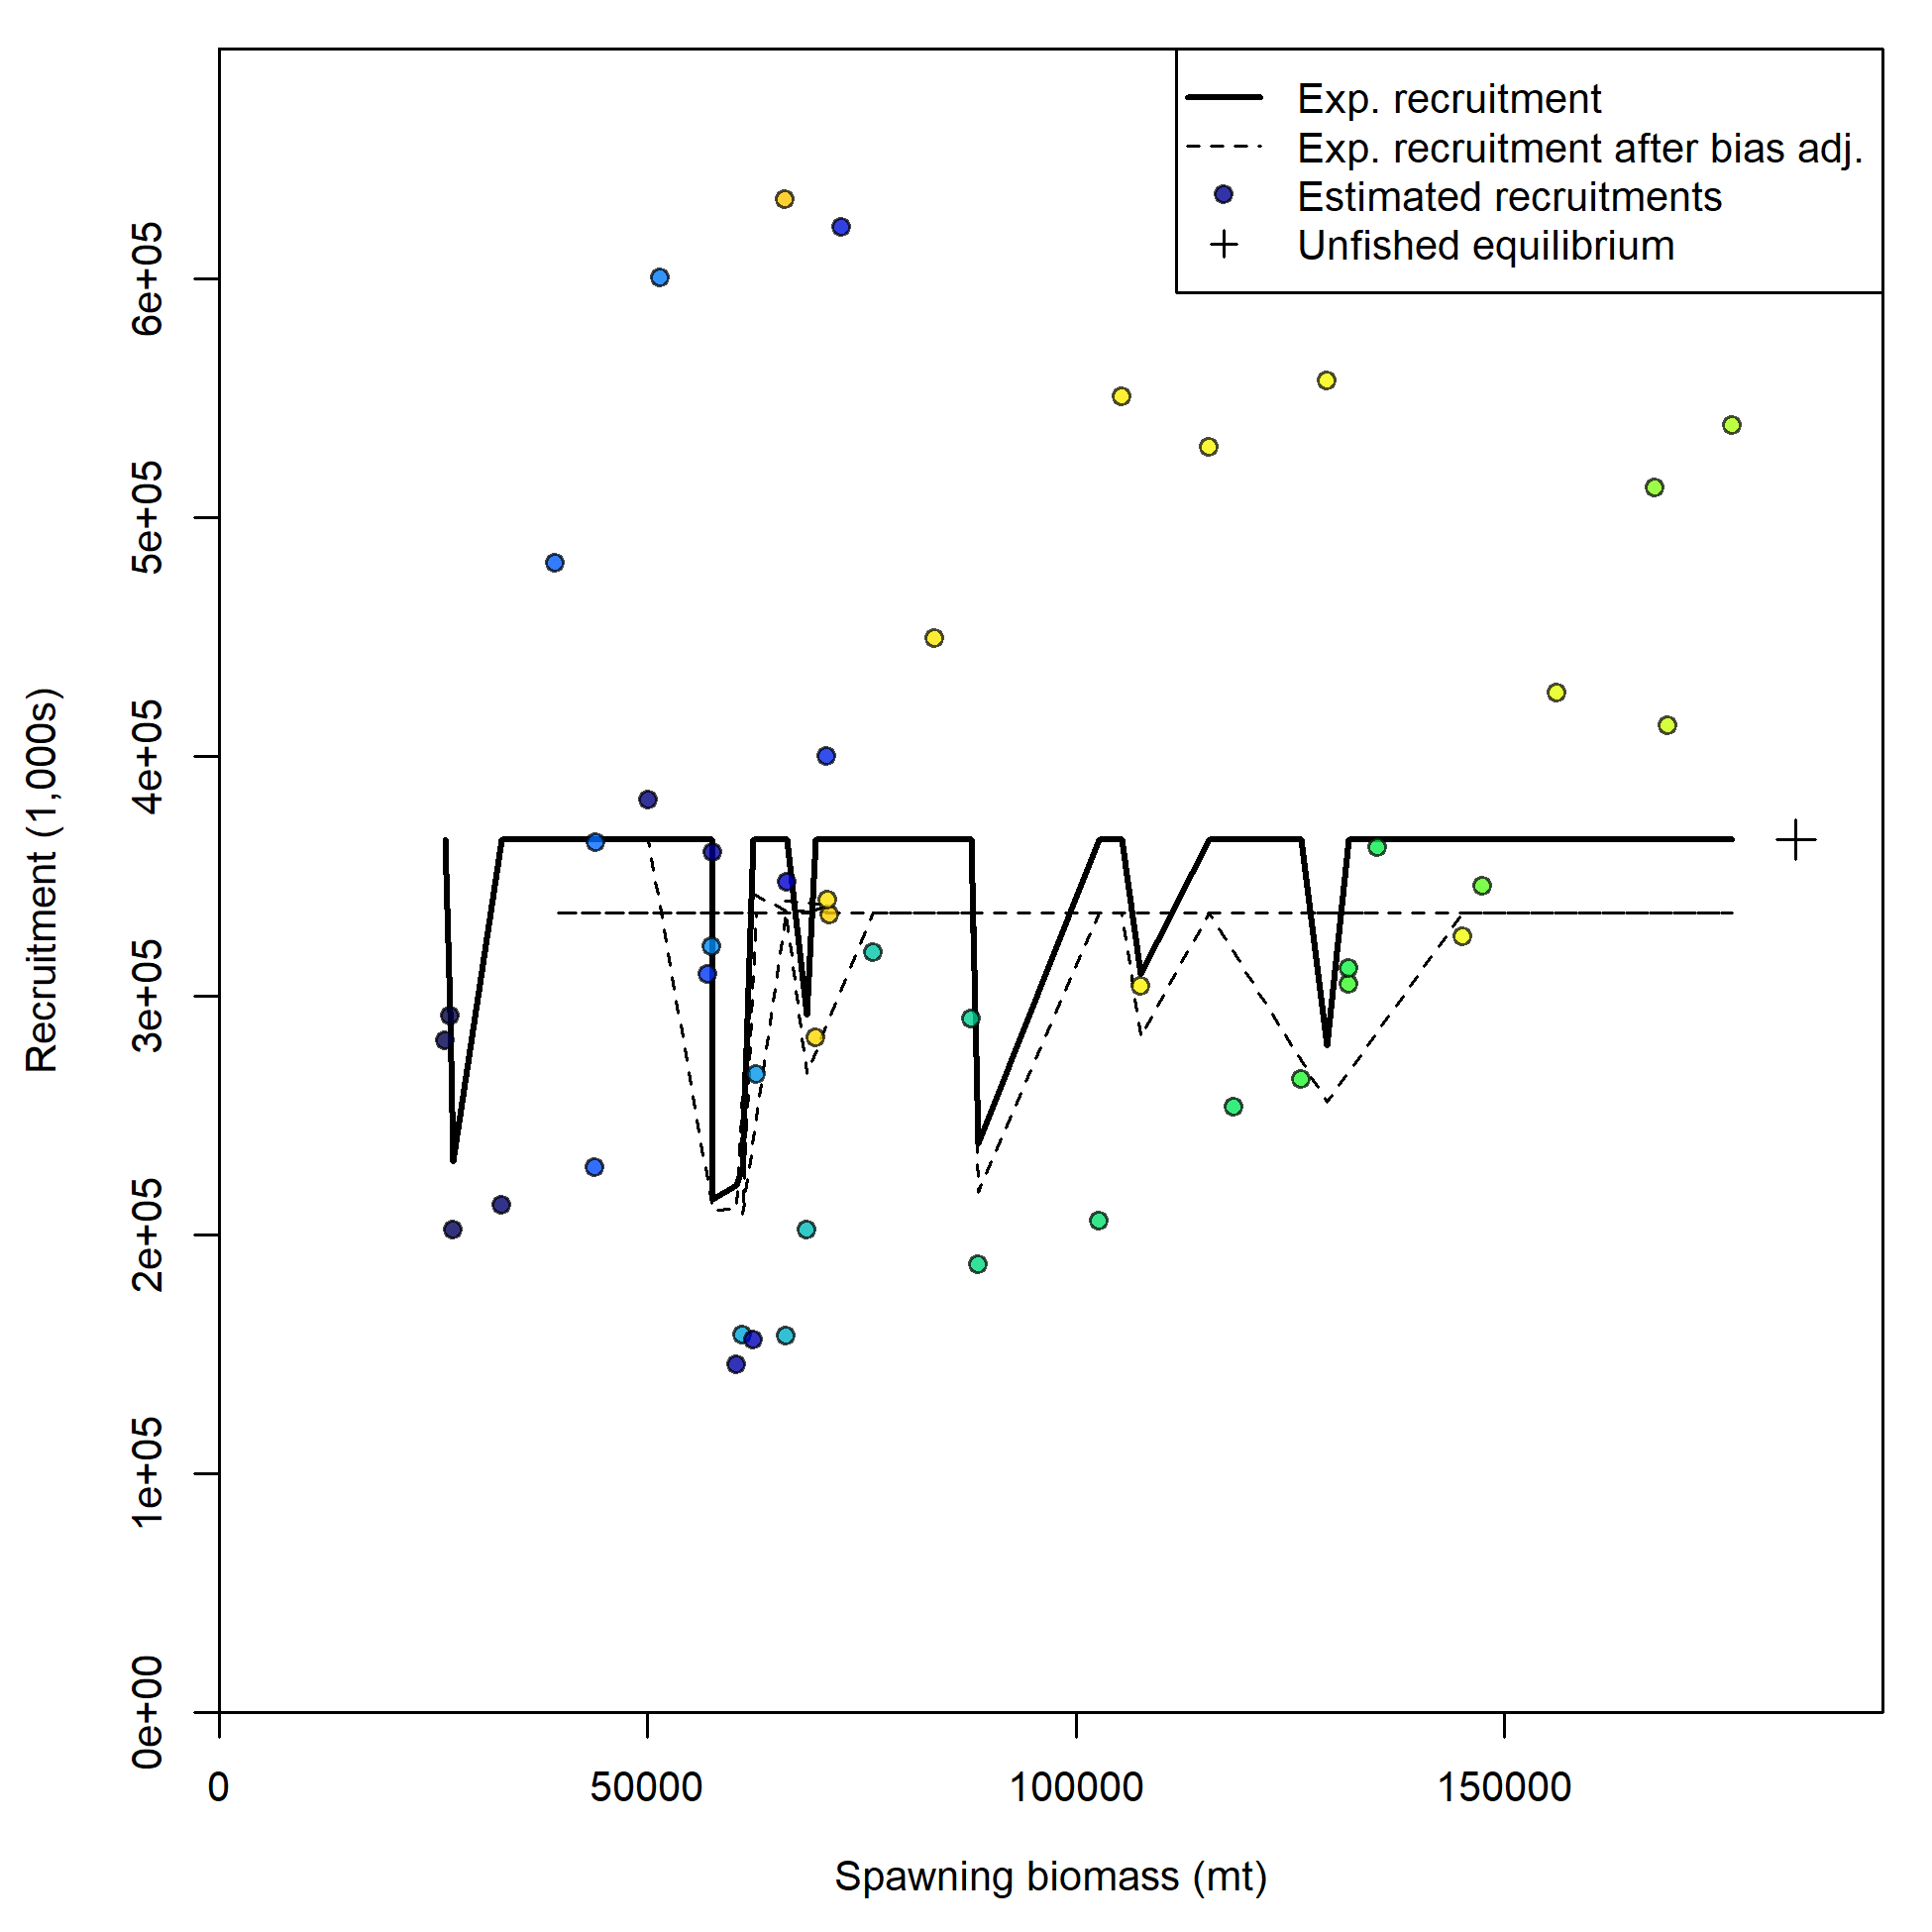 Exp. recruitment
Exp. recruitment after bias adj.
Estimated recruitments
Unfished equilibrium
Recruitment (1,000s)
6e+05
5e+05
4e+05
3e+05
2e+05
1e+05
0e+00
0
50000
100000
150000
Spawning biomass (mt)